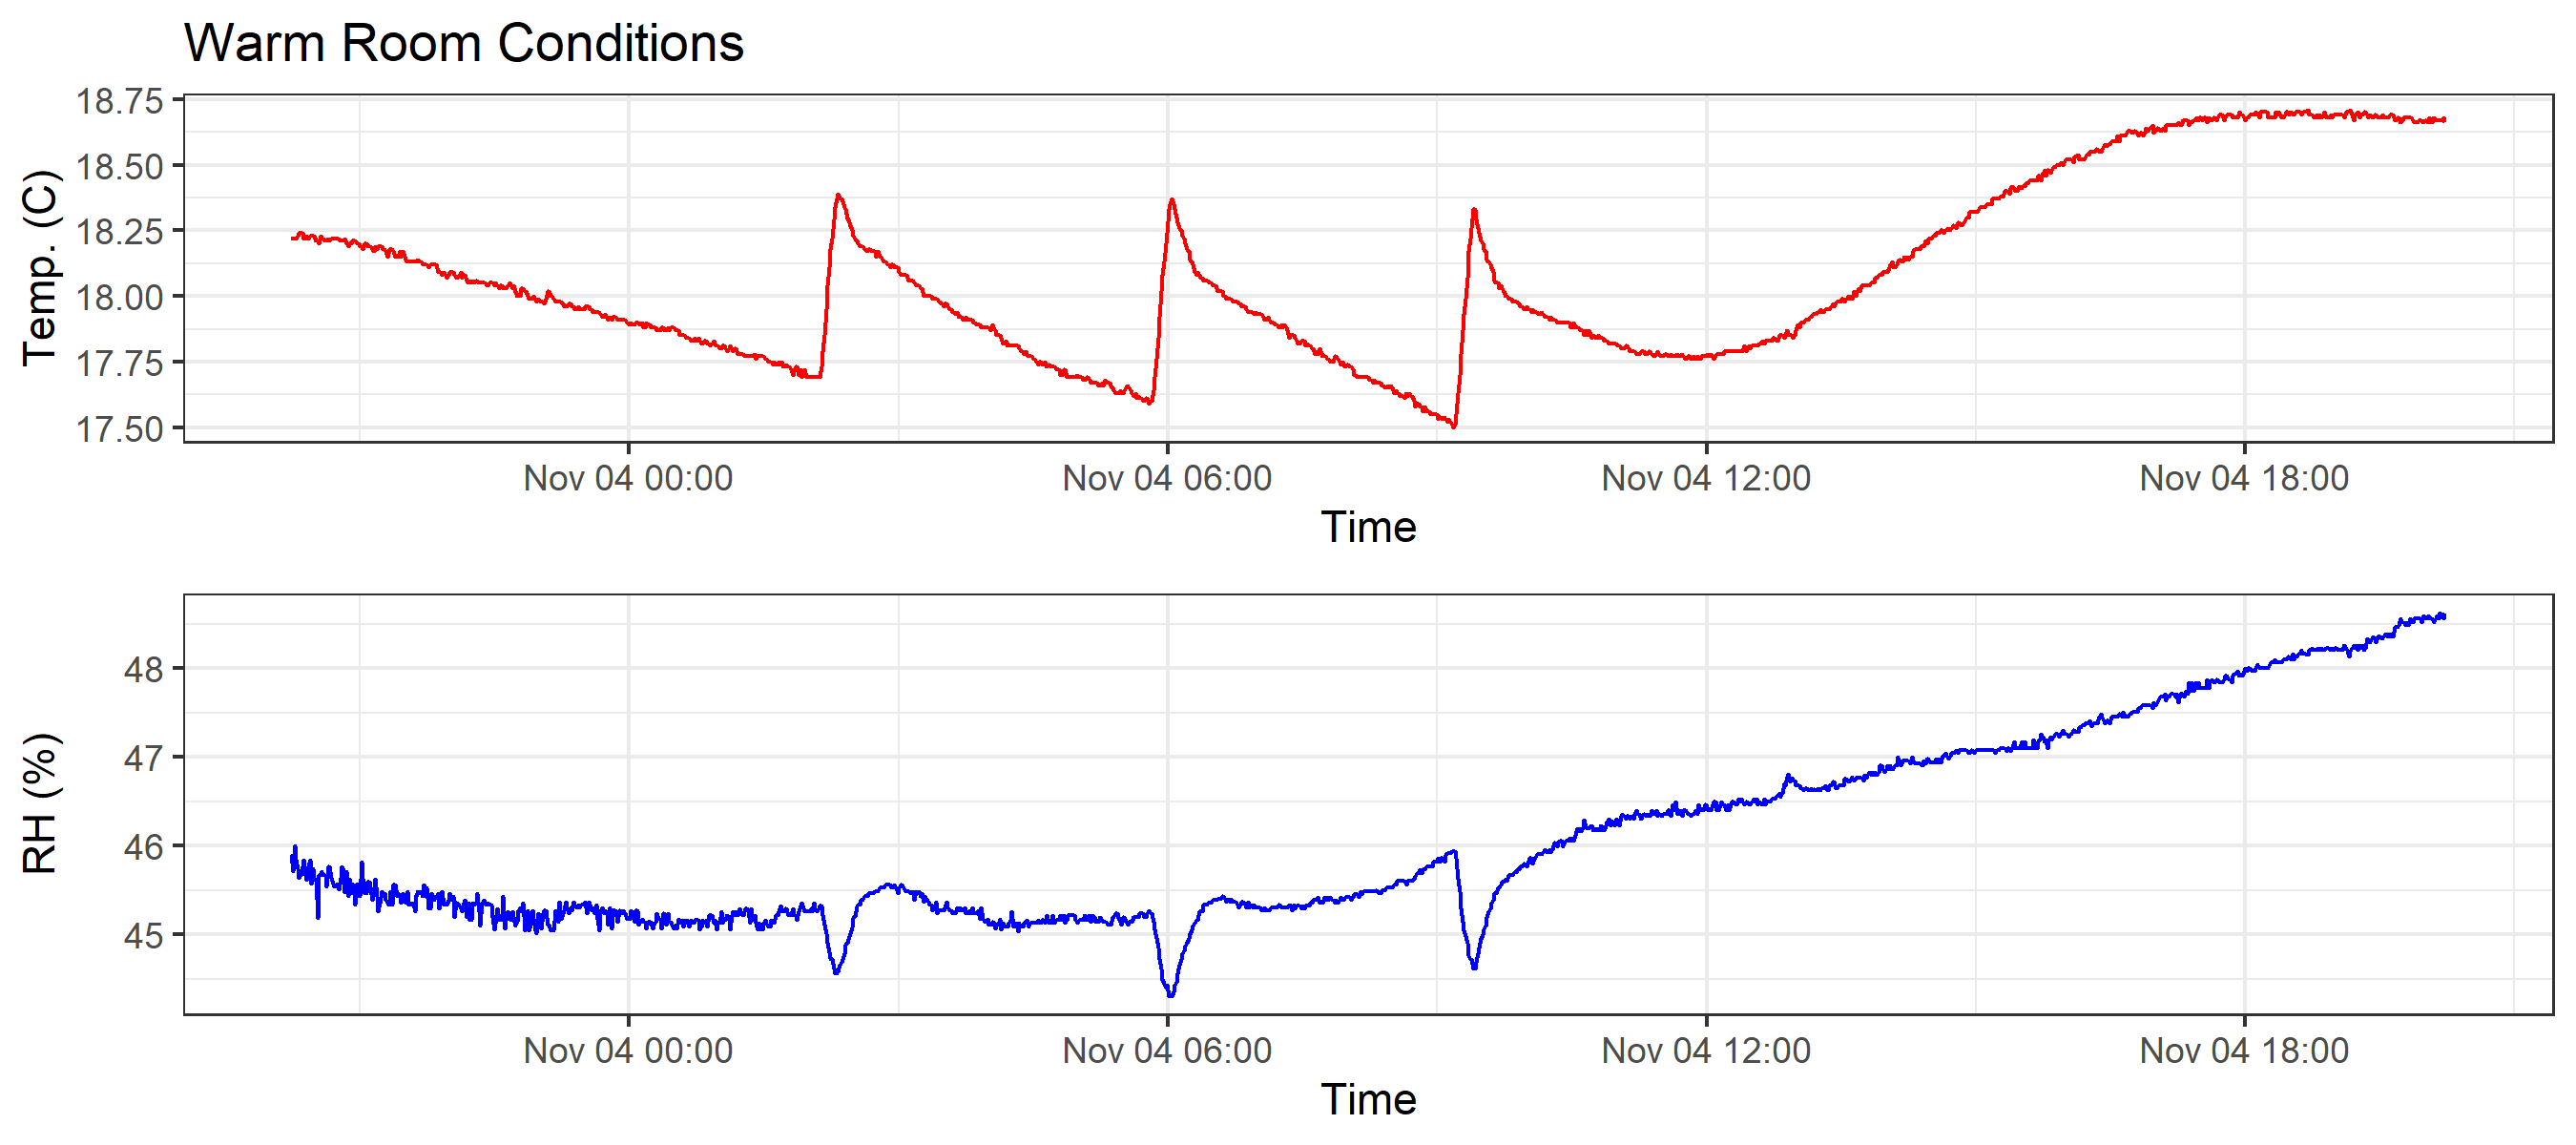 Warm Room Conditions
18.75
18.50
18.25
18.00
17.75
17.50
Temp. (C)
Nov 04 00:00 Nov 04 06:00 Nov 04 12:00 Nov 04 18:00
Time
48
47
46
45
RH (%)
Nov 04 00:00 Nov 04 06:00 Nov 04 12:00 Nov 04 18:00
Time